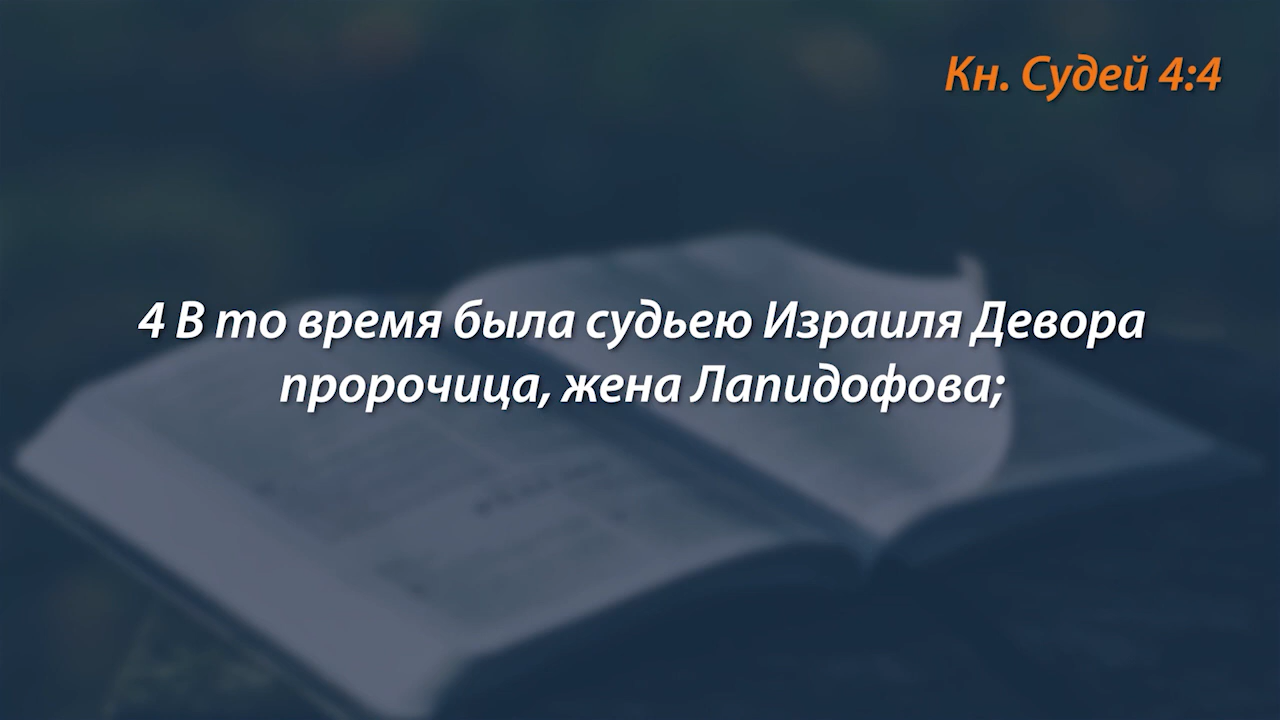 Кн. Судей 4:4
4 В то время была судьею Израиля Девора
пророчица, жена Лапидофова;